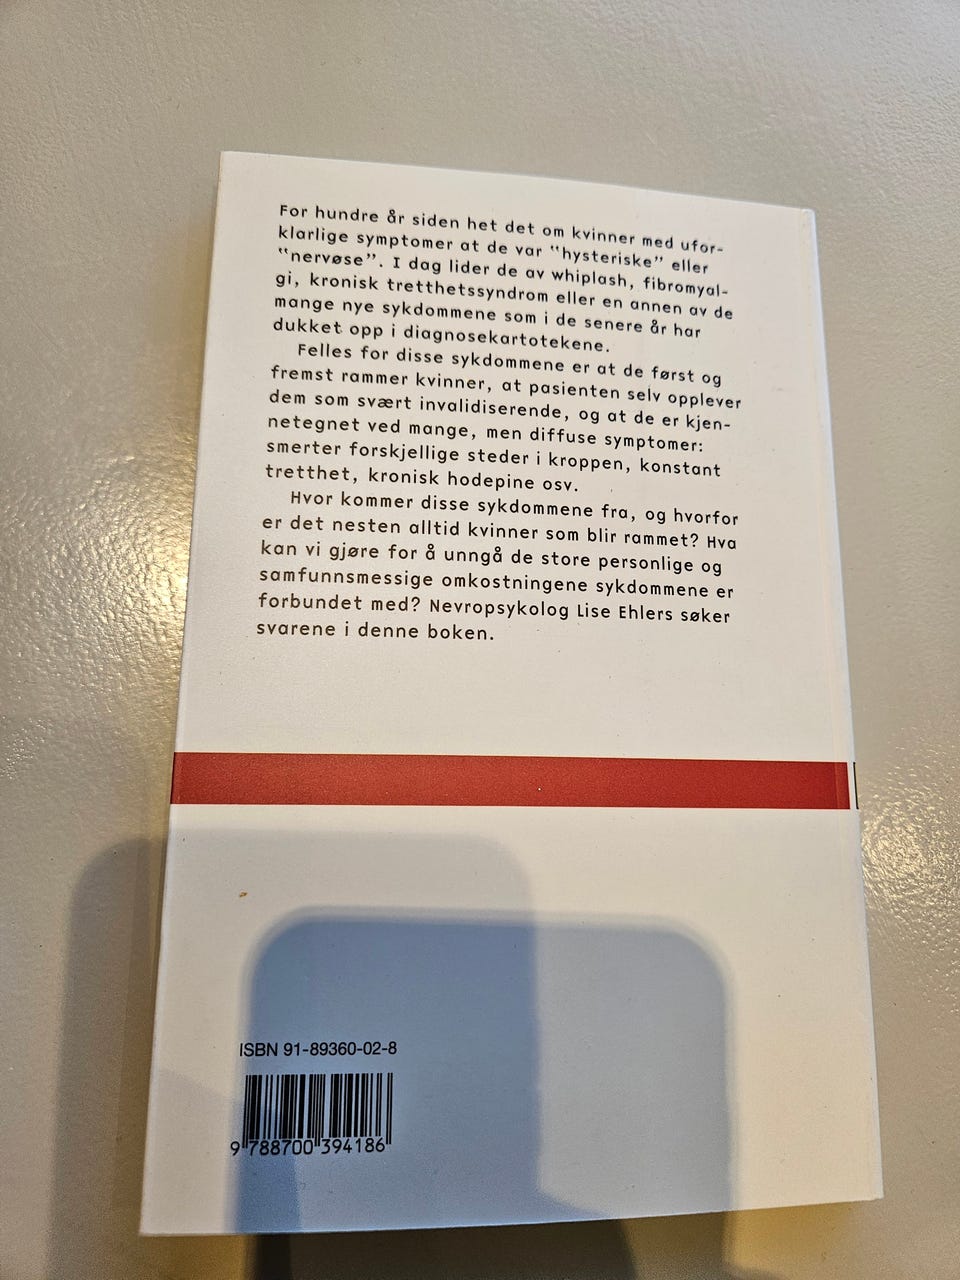 For hundre år siden het det om kvinner med ufor-
klarlige symptomer at de var "hysteriske" eller
"nervøse". I dag lider de av whiplash, fibromyal-
gi, kronisk tretthetssyndrom eller en annen av de
mange nye sykdommene som i de senere år har
dukket opp i diagnosekartotekene.
Felles for disse sykdommene er at de først og
fremst rammer kvinner, at pasienten selv opplever
dem som svært invalidiserende, og at de er kjen-
netegnet ved mange, men diffuse symptomer:
smerter forskjellige steder i kroppen, konstant
tretthet, kronisk hodepine osv.
Hvor kommer disse sykdommene fra, og hvorfor
er det nesten alltid kvinner som blir rammet? Hva
kan vi gjøre for å unngå de store personlige og
samfunnsmessige omkostningene sykdommene er
forbundet med? Nevropsykolog Lise Ehlers søker
svarene i denne boken.
ISBN 91-89360-02-8
9 788700 394186